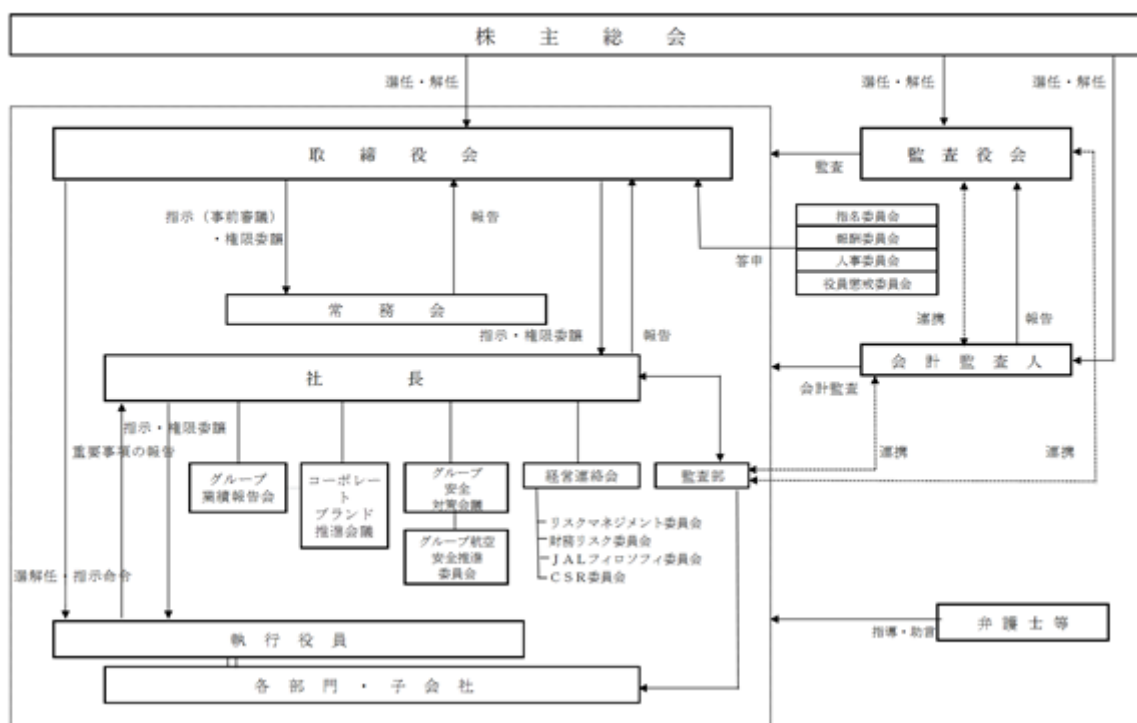 株主総会
選任・解任
選任・解任
選任・解任
取締役会
監査役会
監査
指示（事前審議）
・権限委譲
報告
指名委員会
報酬委員会
人事委員会
役員懲戒委員会
答申
常務会
連携
報告
指示・権限委譲
報告
社長
会計監査人
会計監査
指示・権限委譲
重要事項の報告
連携
連携
グループ
業績報告会
コーポレート
ブランド
推進会議
グループ
安全
対策会議
経営連絡会
監査部
グループ航空
安全推進
委員会
リスクマネジメント委員会
財務リスク委員会
JALフィロソフィ委員会
CSR委員会
選解任・指示命令
執行役員
弁護士等
指導・助言
各部門・子会社